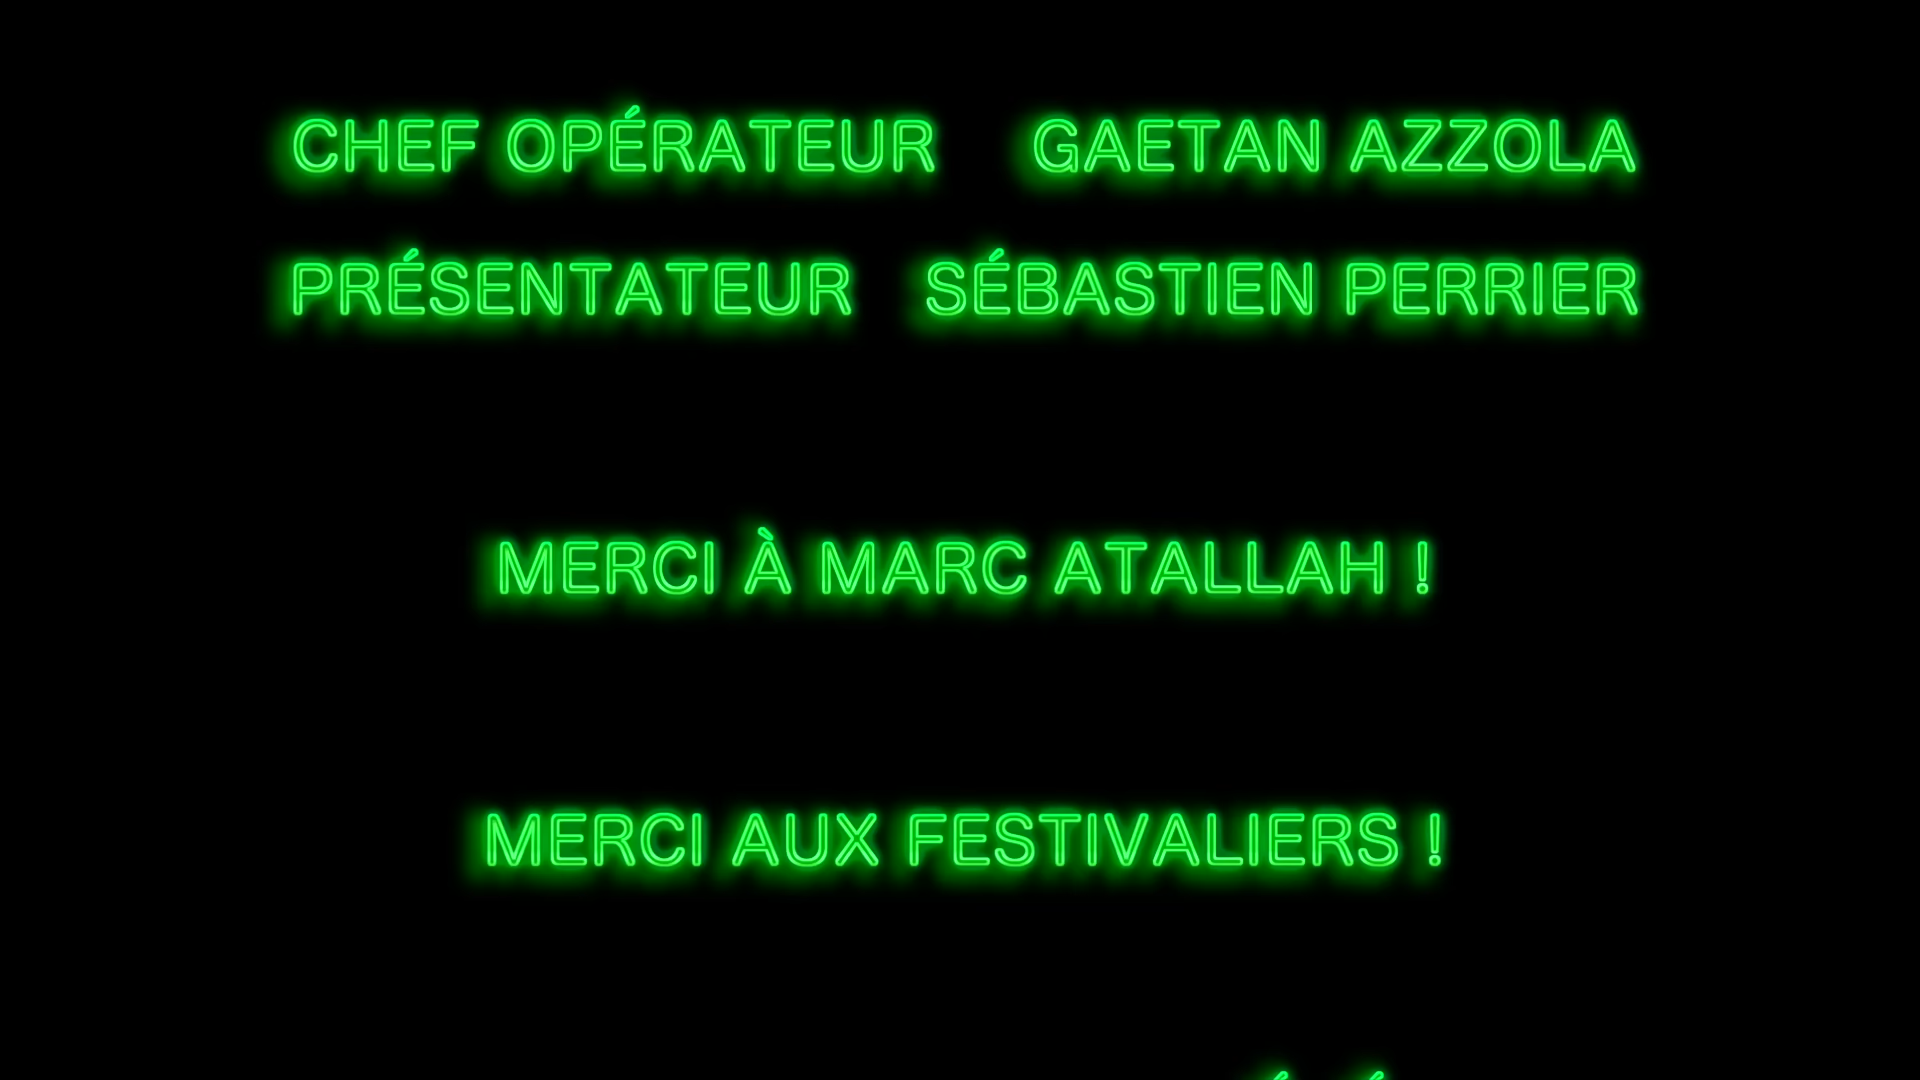 CHEF OPÉRATEUR GAETAN AZZOLA
PRÉSENTATEUR SÉBASTIEN PERRIER
MERCI À MARC ATALLAH !
MERCI AUX FESTIVALIERS !